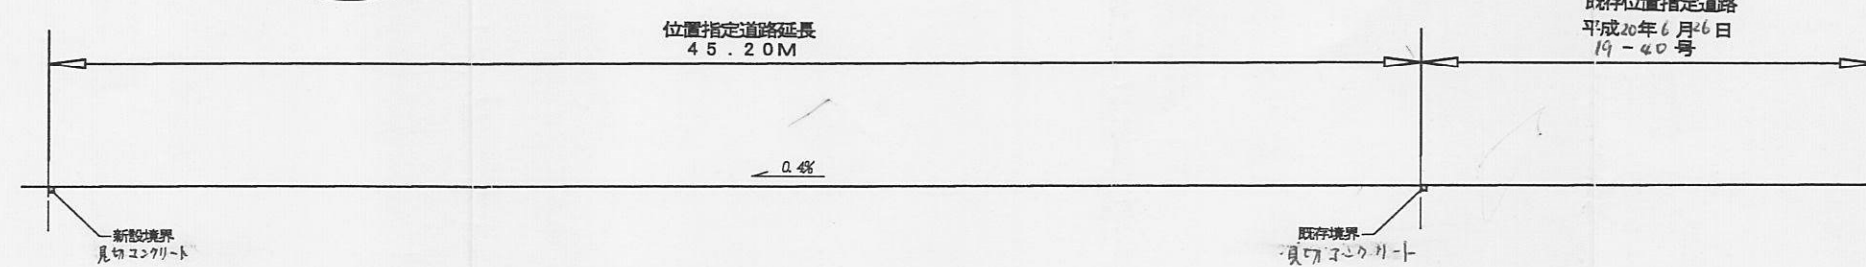 位置指定道路延長
45.20M
既存位置指定道路
平成20年6月26日
19-40号
0.4%
新設境界
見切コンクリート
既存境界
見切コンクリート